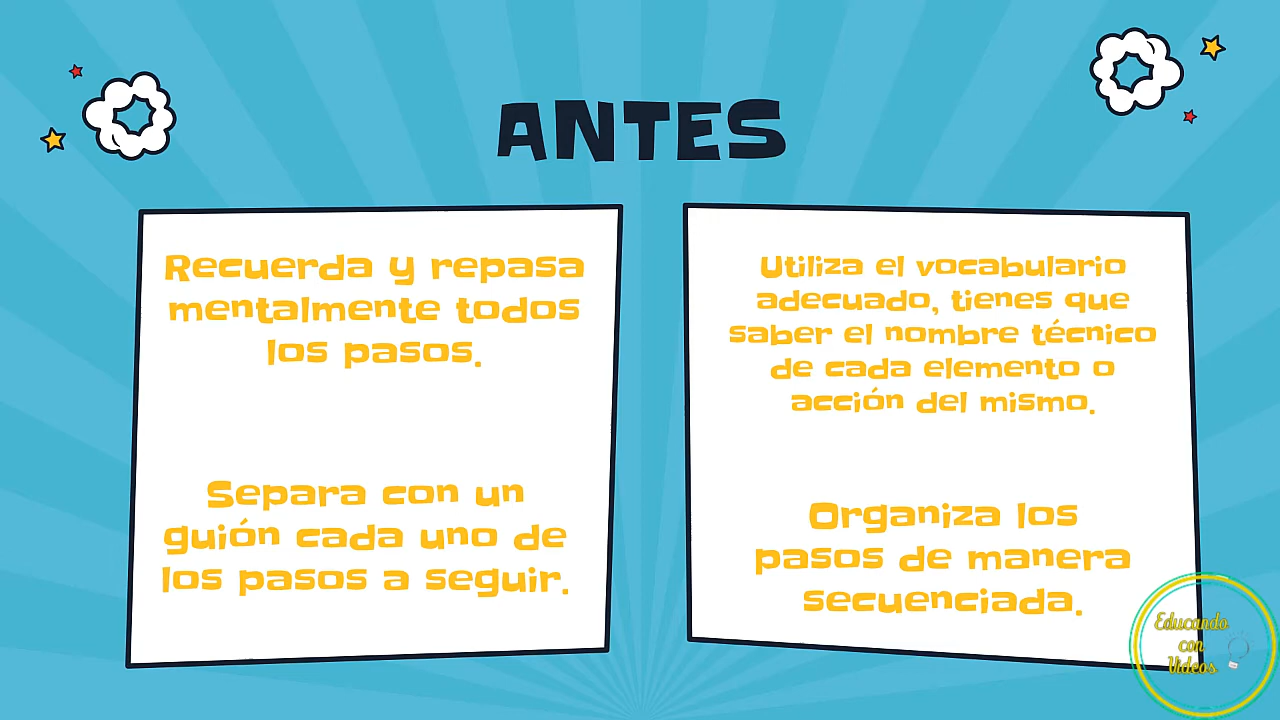 ANTES
Recuerda y repasa
mentalmente todos
los pasos.
Separa con un
guión cada uno de
los pasos a seguir.
Utiliza el vocabulario
adecuado, tienes que
saber el nombre técnico
de cada elemento o
acción del mismo.
Organiza los
pasos de manera
secuenciada.
Educando
con
Videos